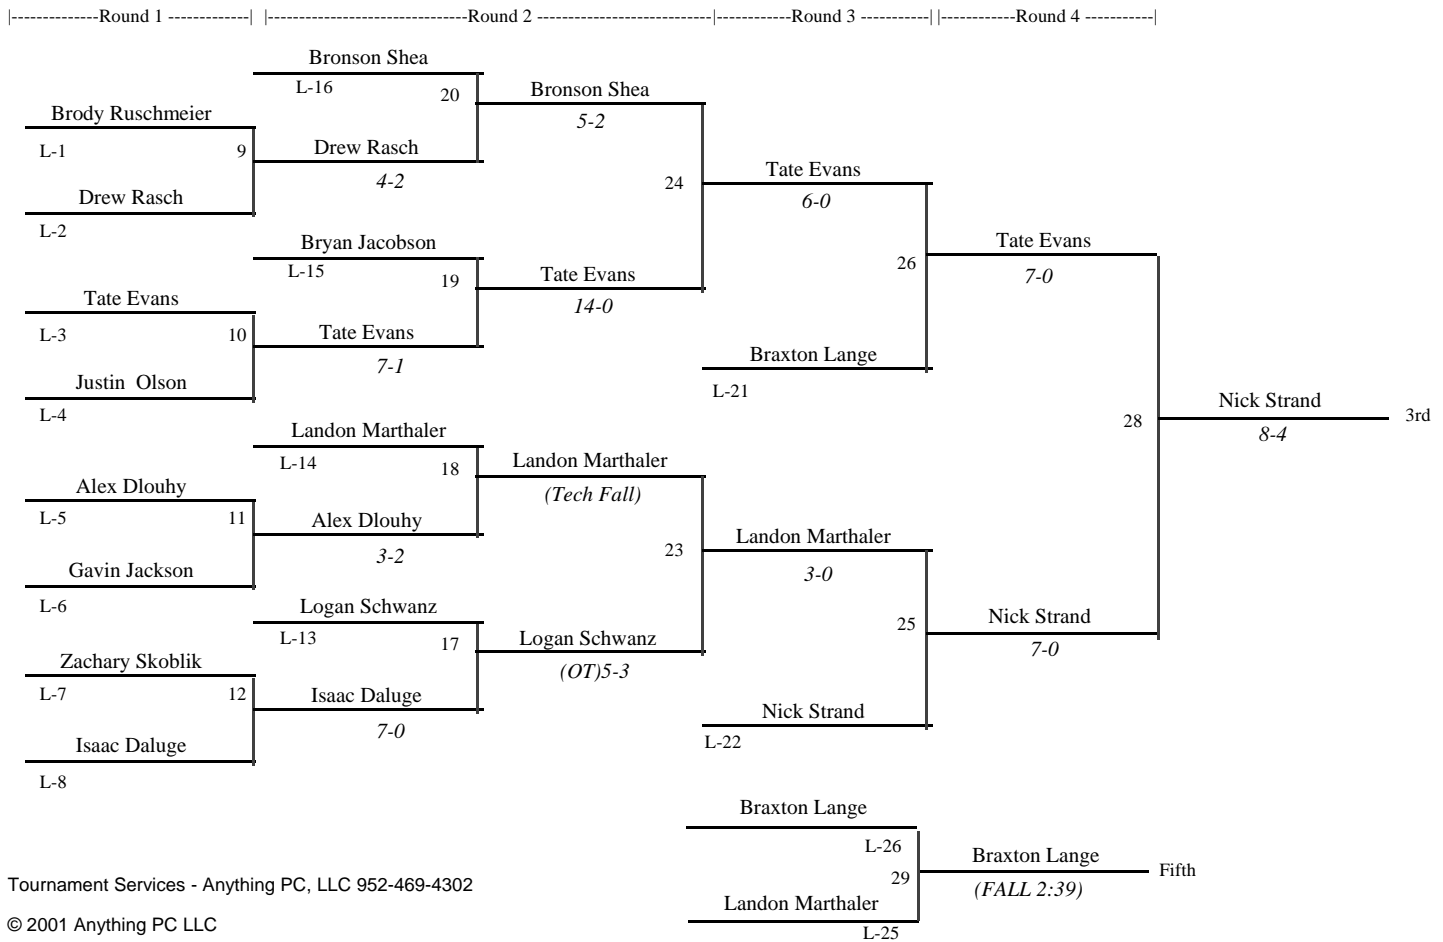 |--------------Round 1 -------------|
|--------------------------------Round 2 ----------------------------|------------Round 3 -----------|
|------------Round 4 -----------|
Bronson Shea
L-16
20
Bronson Shea
5-2
Brody Ruschmeier
L-1
9
Drew Rasch
4-2
Drew Rasch
L-2
24
Tate Evans
6-0
Bryan Jacobson
L-15
19
Tate Evans
14-0
Tate Evans
L-3
10
Tate Evans
7-1
Justin  Olson
L-4
26
Tate Evans
7-0
Braxton Lange
L-21
28
Nick Strand
8-4
3rd
Landon Marthaler
L-14
18
Landon Marthaler
(Tech Fall)
Alex Dlouhy
L-5
11
Alex Dlouhy
3-2
Gavin Jackson
L-6
23
Landon Marthaler
3-0
Logan Schwanz
L-13
17
Logan Schwanz
(OT)5-3
Zachary Skoblik
L-7
12
Isaac Daluge
7-0
Isaac Daluge
L-8
25
Nick Strand
7-0
Nick Strand
L-22
Braxton Lange
L-26
29
Braxton Lange
(FALL 2:39)
Fifth
Landon Marthaler
L-25
Tournament Services - Anything PC, LLC 952-469-4302
© 2001 Anything PC LLC